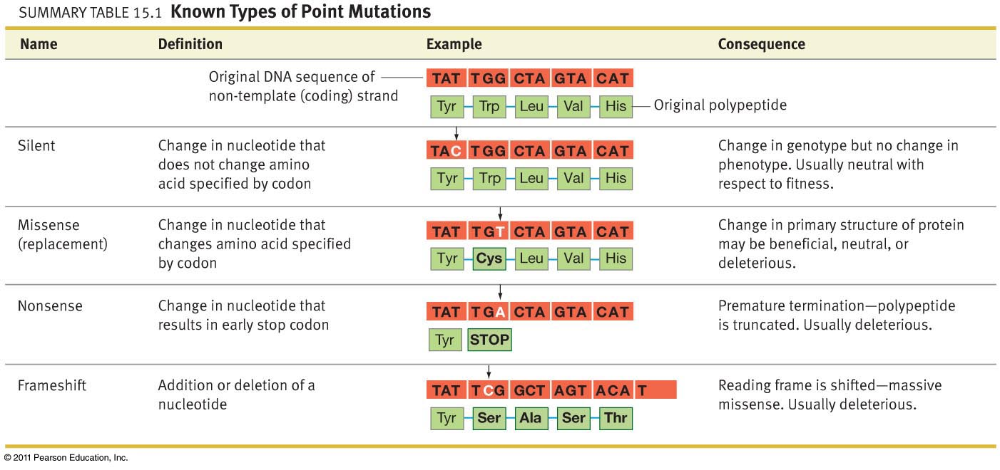 SUMMARY TABLE 15.1 Known Types of Point Mutations
Name Definition Example Consequence
Original DNA sequence of
non-template (coding) strand
TAT TGG CTA GTA CAT
Tyr Trp Leu Val His
Original polypeptide
Silent
Change in nucleotide that
does not change amino
acid specified by codon
TAC TGG CTA GTA CAT
Tyr Trp Leu Val His
Change in genotype but no change in
phenotype. Usually neutral with
respect to fitness.
Missense
(replacement)
Change in nucleotide that
changes amino acid specified
by codon
TAT TGT CTA GTA CAT
Tyr Cys Leu Val His
Change in primary structure of protein
may be beneficial, neutral, or
deleterious.
Nonsense
Change in nucleotide that
results in early stop codon
TAT TGA CTA GTA CAT
Tyr STOP
Premature termination—polypeptide
is truncated. Usually deleterious.
Frameshift
Addition or deletion of a
nucleotide
TAT TCG GCT AGT ACA T
Tyr Ser Ala Ser Thr
Reading frame is shifted—massive
missense. Usually deleterious.
© 2011 Pearson Education, Inc.